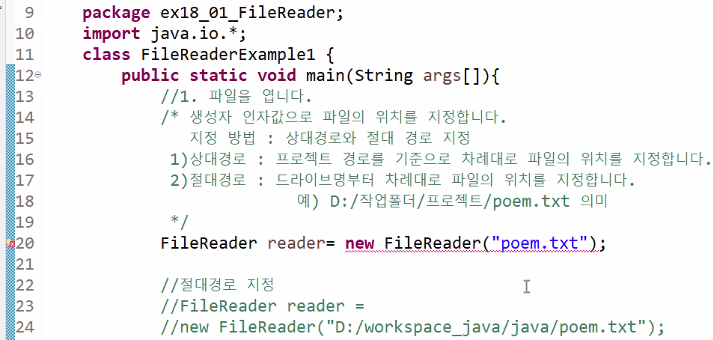 9 package ex18_01_FileReader;
10 import java.io.*;
11 class FileReaderExample1 {
12 public static void main(String args[]){
13 //1. 파일을 엽니다.
14 /* 생성자 인자값으로 파일의 위치를 지정합니다.
15 지정 방법 : 상대경로와 절대 경로 지정
16 1)상대경로 : 프로젝트 경로를 기준으로 차례대로 파일의 위치를 지정합니다.
17 2)절대경로 : 드라이브명부터 차례대로 파일의 위치를 지정합니다.
18 예) D:/작업폴더/프로젝트/poem.txt 의미
19 */
20 FileReader reader= new FileReader("poem.txt");
21
22 //절대경로 지정
23 //FileReader reader =
24 //new FileReader("D:/workspace_java/java/poem.txt");